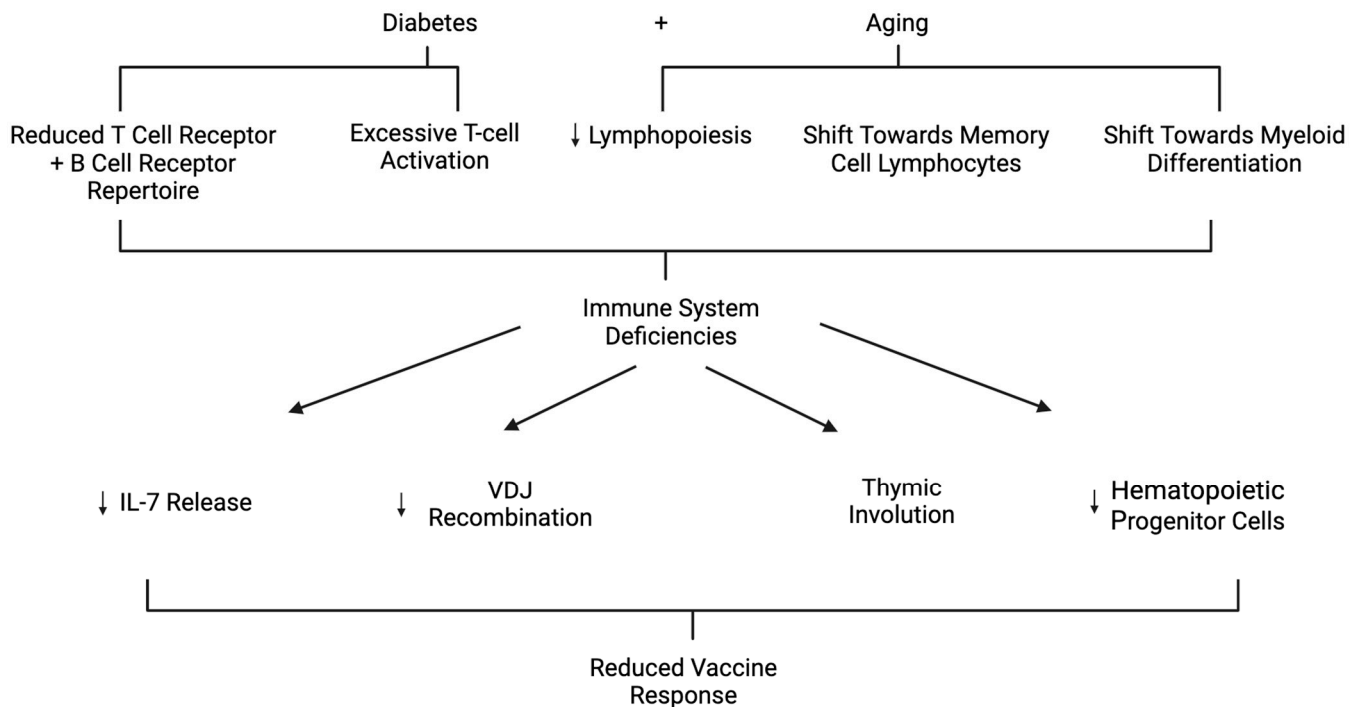 Diabetes + Aging
Reduced T Cell Receptor
+ B Cell Receptor
Repertoire
Excessive T-cell
Activation
↓ Lymphopoiesis
Shift Towards Memory
Cell Lymphocytes
Shift Towards Myeloid
Differentiation
Immune System
Deficiencies
↓ IL-7 Release
↓ VDJ
Recombination
Thymic
Involution
↓ Hematopoietic
Progenitor Cells
Reduced Vaccine
Response